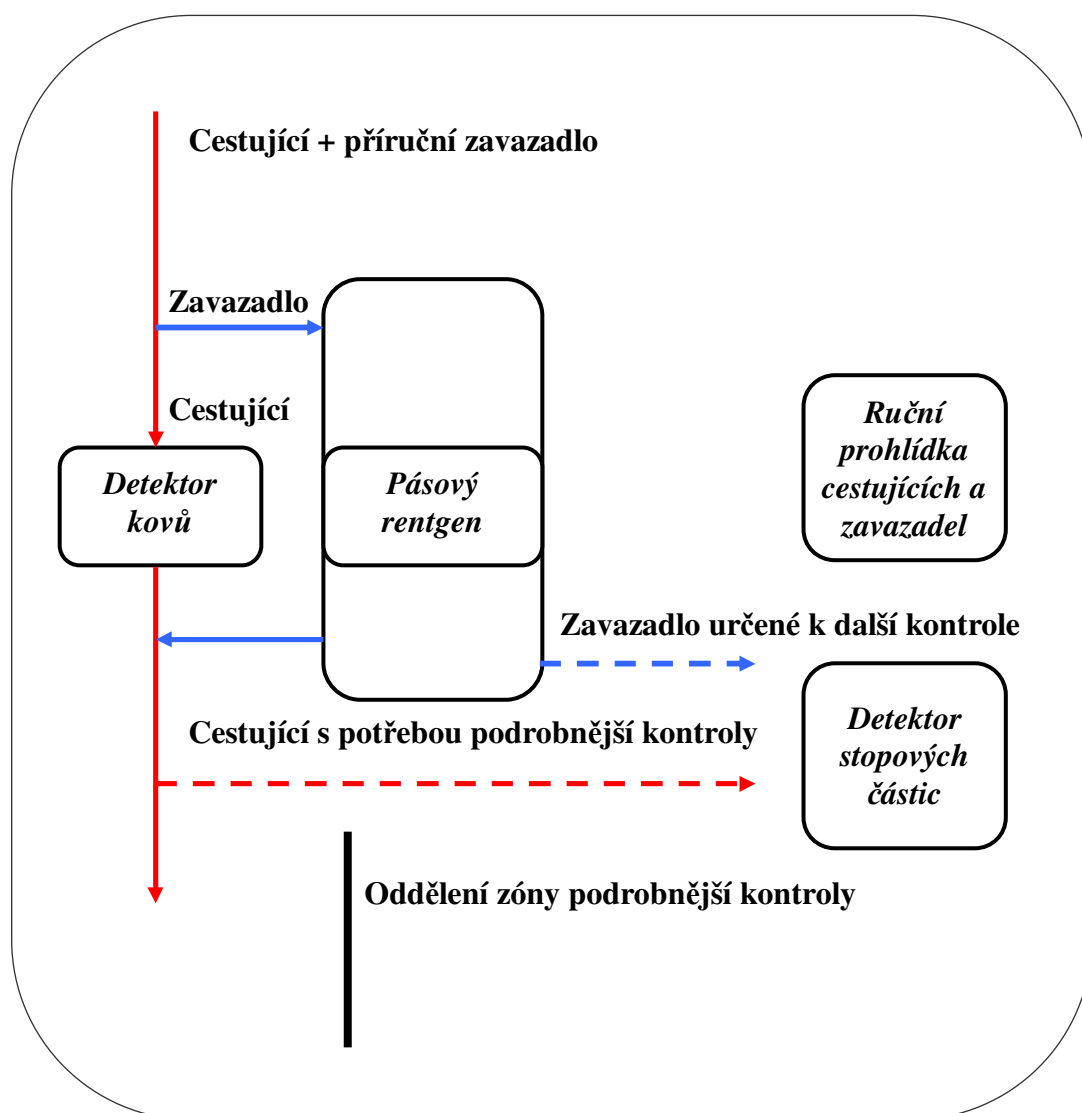 Cestující + příruční zavazadlo
Zavazadlo
Cestující
Detektor
kovů
Pásový
rentgen
Ruční
prohlídka
cestujících a
zavazadel
Zavazadlo určené k další kontrole
Cestující s potřebou podrobnější kontroly
Detektor
stopových
částic
Oddělení zóny podrobnější kontroly